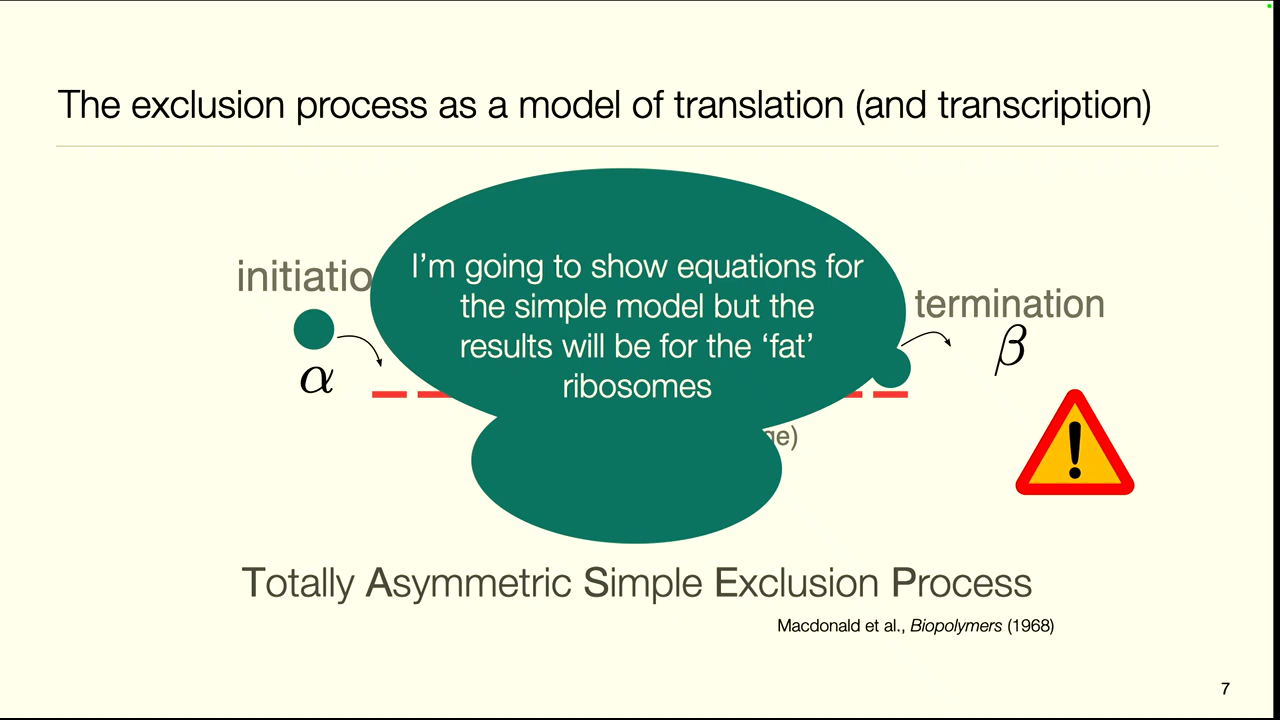 The exclusion process as a model of translation (and transcription)
initiatio
I'm going to show equations for
the simple model but the
results will be for the ‘fat’
ribosomes
termination
α
β
ge)
Totally Asymmetric Simple Exclusion Process
Macdonald et al., Biopolymers (1968)
7